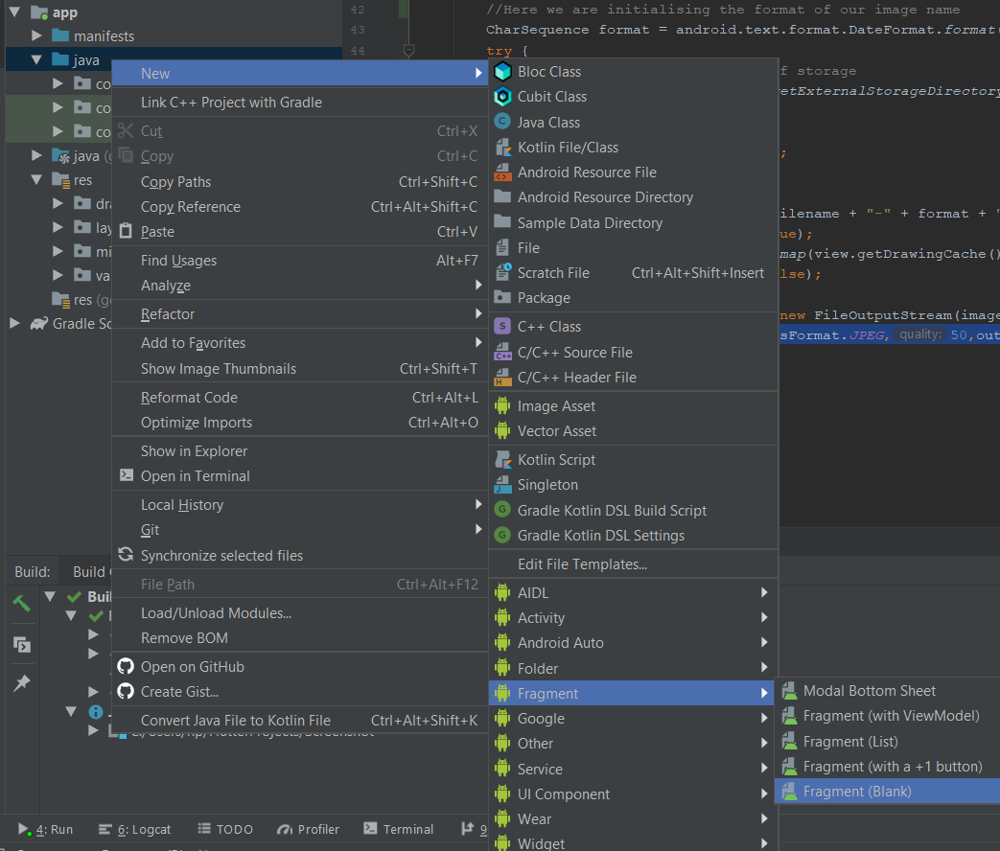 app
manifests
java
co
co
co
java (g
res
dra
lay
mi
va
res (ge
Gradle Sc
42
43
44
//Here we are initialising the format of our image name
CharSequence format = android.text.format.DateFormat.format(
try {
f storage
etExternalStorageDirectory
;
ilename + "-" + format + "
ue);
map(view.getDrawingCache()
lse);
new FileOutputStream(imag
sFormat.JPEG, quality: 50,out
New
Link C++ Project with Gradle
Cut Ctrl+X
Copy Ctrl+C
Copy Paths Ctrl+Shift+C
Copy Reference Ctrl+Alt+Shift+C
Paste Ctrl+V
Find Usages Alt+F7
Analyze
Refactor
Add to Favorites
Show Image Thumbnails Ctrl+Shift+T
Reformat Code Ctrl+Alt+L
Optimize Imports Ctrl+Alt+O
Show in Explorer
Open in Terminal
Local History
Git
Synchronize selected files
File Path Ctrl+Alt+F12
Load/Unload Modules...
Remove BOM
Open on GitHub
Create Gist...
Convert Java File to Kotlin File Ctrl+Alt+Shift+K
Bloc Class
Cubit Class
Java Class
Kotlin File/Class
Android Resource File
Android Resource Directory
Sample Data Directory
File
Scratch File Ctrl+Alt+Shift+Insert
Package
C++ Class
C/C++ Source File
C/C++ Header File
Image Asset
Vector Asset
Kotlin Script
Singleton
Gradle Kotlin DSL Build Script
Gradle Kotlin DSL Settings
Edit File Templates...
AIDL
Activity
Android Auto
Folder
Fragment
Google
Other
Service
UI Component
Wear
Widget
Modal Bottom Sheet
Fragment (with ViewModel)
Fragment (List)
Fragment (with a +1 button)
Fragment (Blank)
Build:
Build
Buil
4: Run
6: Logcat
TODO
Profiler
Terminal
9